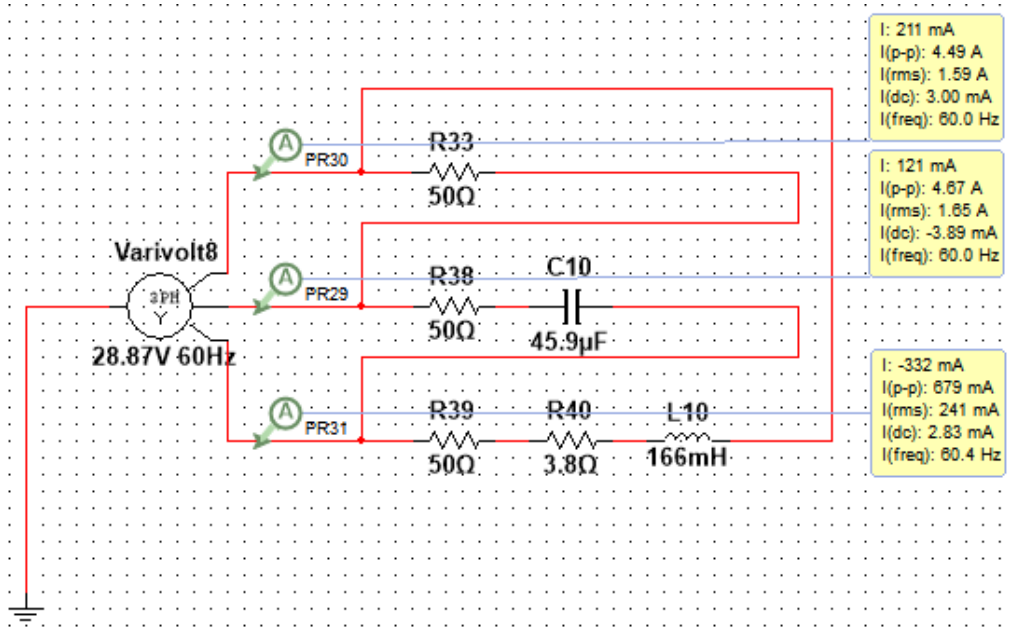 I: 211 mA
I(p-p): 4.49 A
I(rms): 1.59 A
I(dc): 3.00 mA
I(freq): 60.0 Hz
A
PR30
R33
50Ω
I: 121 mA
I(p-p): 4.67 A
I(rms): 1.65 A
I(dc): -3.89 mA
I(freq): 60.0 Hz
Varivolt8
3PH
Y
28.87V 60Hz
A
PR29
R38
50Ω
C10
45.9µF
I: -332 mA
I(p-p): 679 mA
I(rms): 241 mA
I(dc): 2.83 mA
I(freq): 60.4 Hz
A
PR31
R39
50Ω
R40
3.8Ω
L10
166mH